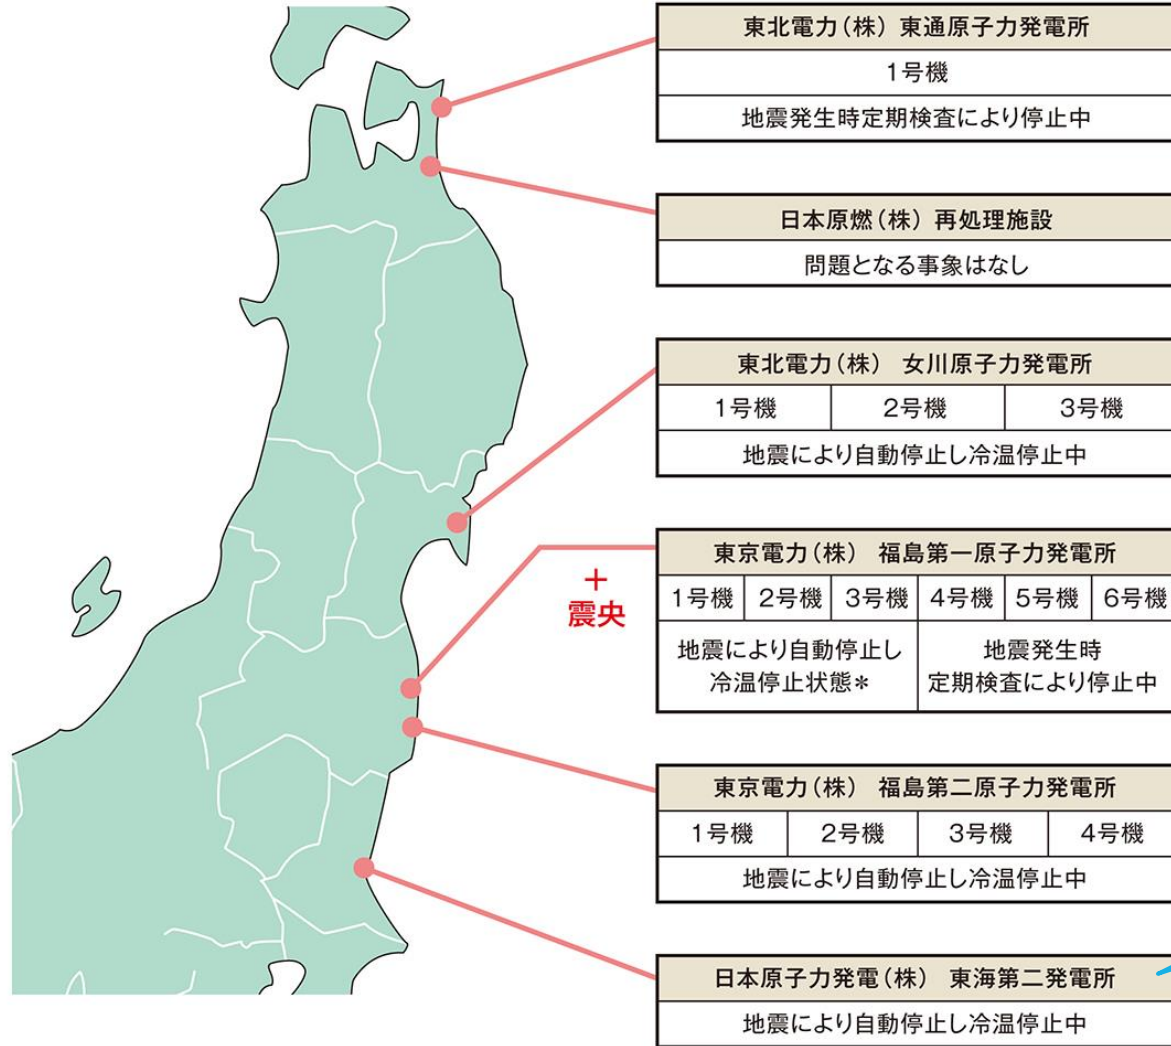 東北電力（株） 東通原子力発電所
1号機
地震発生時定期検査により停止中
日本原燃（株） 再処理施設
問題となる事象はなし
東北電力（株） 女川原子力発電所
1号機 2号機 3号機
地震により自動停止し冷温停止中
＋
震央
東京電力（株） 福島第一原子力発電所
1号機 2号機 3号機 4号機 5号機 6号機
地震により自動停止し
冷温停止状態＊
地震発生時
定期検査により停止中
東京電力（株） 福島第二原子力発電所
1号機 2号機 3号機 4号機
地震により自動停止し冷温停止中
日本原子力発電（株） 東海第二発電所
地震により自動停止し冷温停止中